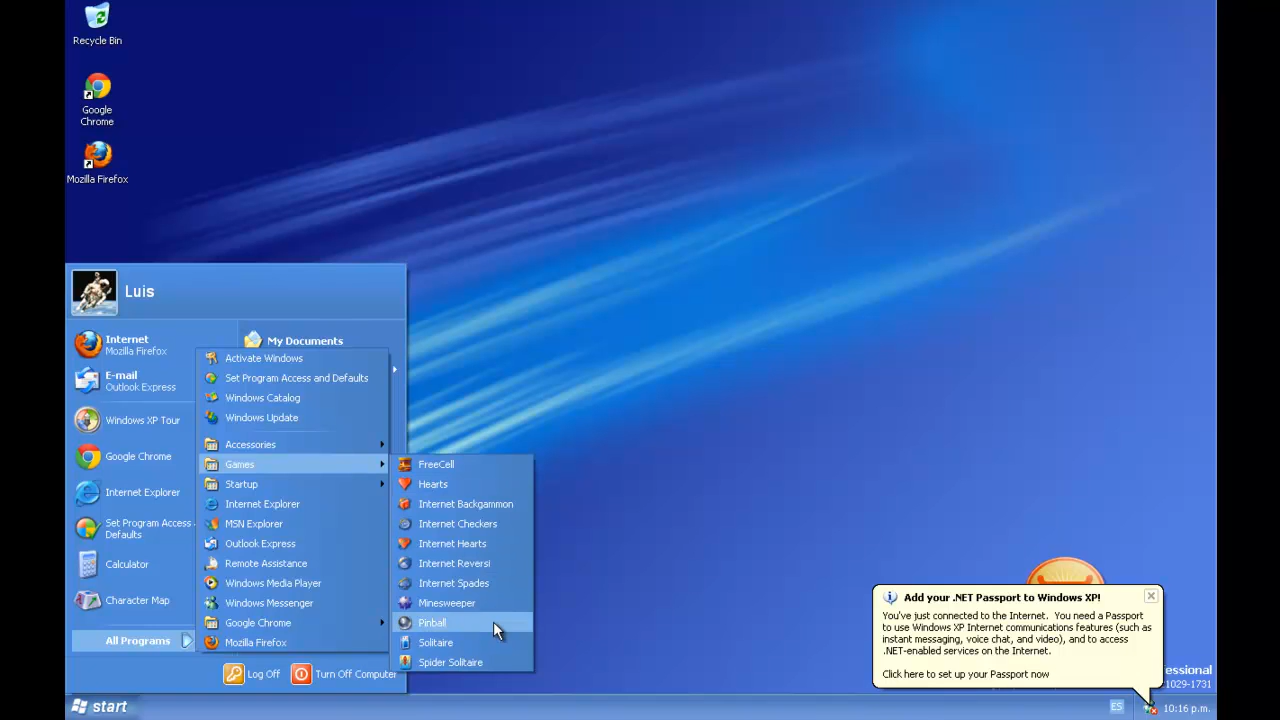 Recycle Bin
Google
Chrome
Mozilla Firefox
Luis
Internet
Mozilla Firefox
E-mail
Outlook Express
Windows XP Tour
Google Chrome
Internet Explorer
Set Program Access
Defaults
Calculator
Character Map
All Programs
My Documents
Activate Windows
Set Program Access and Defaults
Windows Catalog
Windows Update
Accessories
Games
Startup
Internet Explorer
MSN Explorer
Outlook Express
Remote Assistance
Windows Media Player
Windows Messenger
Google Chrome
Mozilla Firefox
FreeCell
Hearts
Internet Backgammon
Internet Checkers
Internet Hearts
Internet Reversi
Internet Spades
Minesweeper
Pinball
Solitaire
Spider Solitaire
Log Off
Turn Off Computer
Add your .NET Passport to Windows XP!
You've just connected to the Internet. You need a Passport
to use Windows XP Internet communications features (such as
instant messaging, voice chat, and video), and to access
.NET-enabled services on the Internet.
Click here to set up your Passport now
fessional
1029-1731
start
ES
10:16 p.m.